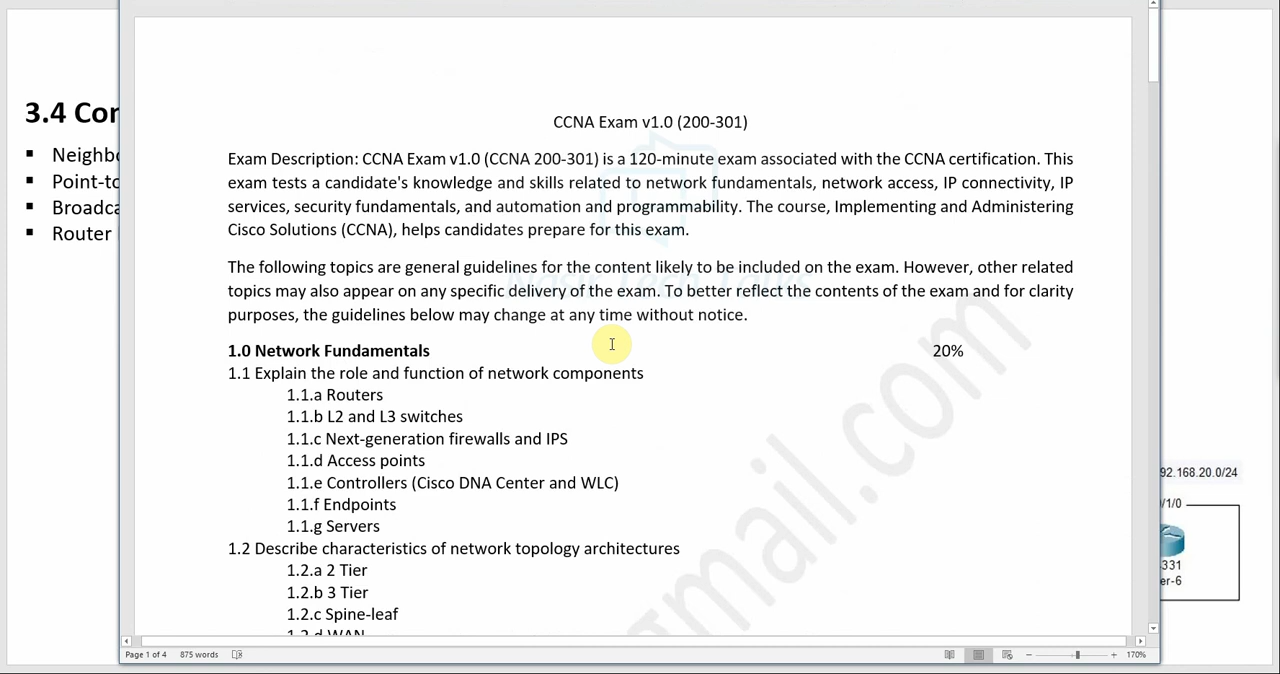 CCNA Exam v1.0 (200-301)
Exam Description: CCNA Exam v1.0 (CCNA 200-301) is a 120-minute exam associated with the CCNA certification. This
exam tests a candidate's knowledge and skills related to network fundamentals, network access, IP connectivity, IP
services, security fundamentals, and automation and programmability. The course, Implementing and Administering
Cisco Solutions (CCNA), helps candidates prepare for this exam.
The following topics are general guidelines for the content likely to be included on the exam. However, other related
topics may also appear on any specific delivery of the exam. To better reflect the contents of the exam and for clarity
purposes, the guidelines below may change at any time without notice.
1.0 Network Fundamentals 20%
1.1 Explain the role and function of network components
1.1.a Routers
1.1.b L2 and L3 switches
1.1.c Next-generation firewalls and IPS
1.1.d Access points
1.1.e Controllers (Cisco DNA Center and WLC)
1.1.f Endpoints
1.1.g Servers
1.2 Describe characteristics of network topology architectures
1.2.a 2 Tier
1.2.b 3 Tier
1.2.c Spine-leaf
1.2.d WAN
gmail.com
Page 1 of 4 875 words 170%
3.4 Con
Neighbo
Point-to
Broadca
Router
92.168.20.0/24
/1/0
331
er-6